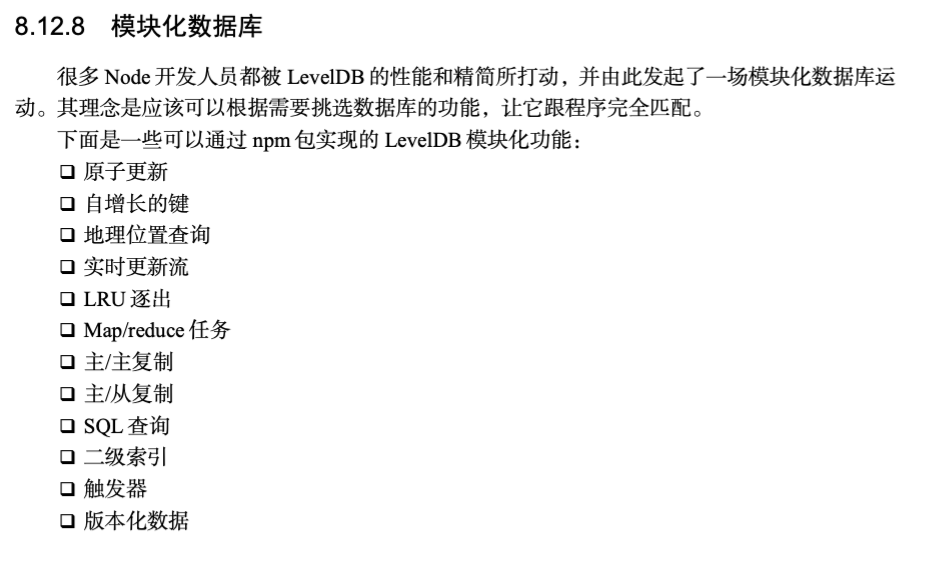 8.12.8 模块化数据库
很多 Node 开发人员都被 LevelDB 的性能和精简所打动，并由此发起了一场模块化数据库运
动。其理念是应该可以根据需要挑选数据库的功能，让它跟程序完全匹配。
下面是一些可以通过 npm 包实现的 LevelDB 模块化功能：
❑ 原子更新
❑ 自增长的键
❑ 地理位置查询
❑ 实时更新流
❑ LRU 逐出
❑ Map/reduce 任务
❑ 主/主复制
❑ 主/从复制
❑ SQL 查询
❑ 二级索引
❑ 触发器
❑ 版本化数据